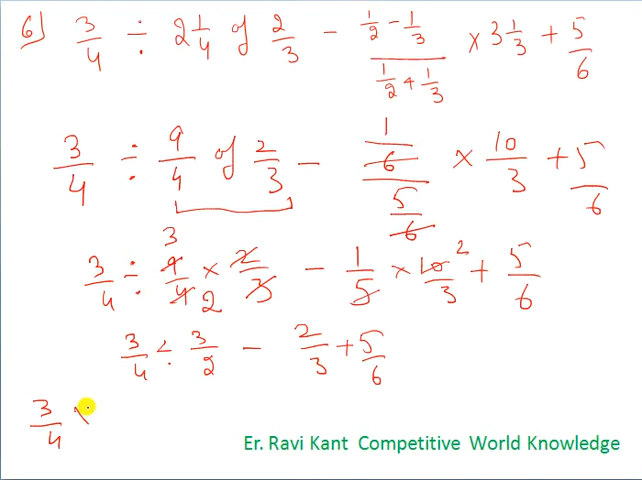 6) 3/4 ÷ 2 1/4 of 2/3 - (1/2 - 1/3)/(1/2 + 1/3) × 3 1/3 + 5/6
3/4 ÷ 9/4 of 2/3 - (1/6)/(5/6) × 10/3 + 5/6
3
3/4 ÷ 9/4 2 × 2/3 - 1/5 × 10 2/3 + 5/6
3/4 ÷ 3/2 - 2/3 + 5/6
3/4
Er. Ravi Kant Competitive World Knowledge